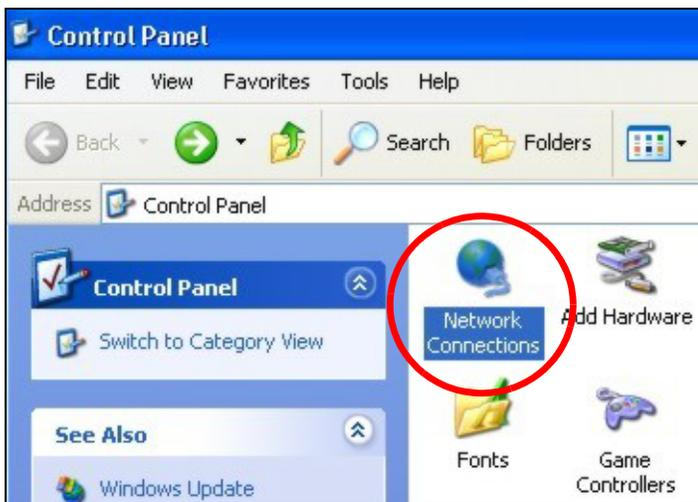 Control Panel
File Edit View Favorites Tools Help
Back Search Folders
Address Control Panel
Control Panel
Switch to Category View
See Also
Windows Update
Network Connections
Add Hardware
Fonts
Game Controllers